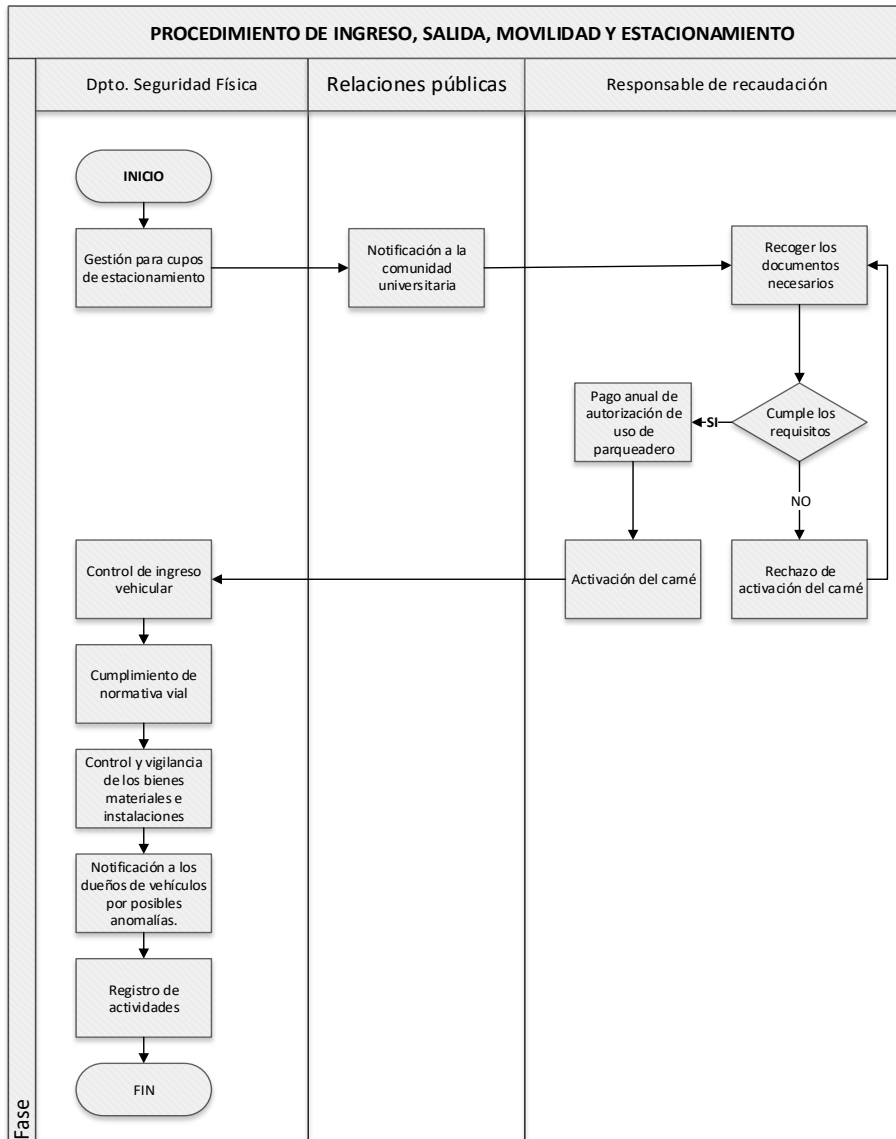 PROCEDIMIENTO DE INGRESO, SALIDA, MOVILIDAD Y ESTACIONAMIENTO
Dpto. Seguridad Física
Relaciones públicas
Responsable de recaudación
INICIO
Gestión para cupos
de estacionamiento
Notificación a la
comunidad
universitaria
Recoger los
documentos
necesarios
Cumple los
requisitos
SI
Pago anual de
autorización de
uso de
parqueadero
NO
Rechazo de
activación del carné
Activación del carné
Control de ingreso
vehicular
Cumplimiento de
normativa vial
Control y vigilancia
de los bienes
materiales e
instalaciones
Notificación a los
dueños de vehículos
por posibles
anomalías.
Registro de
actividades
FIN
Fase